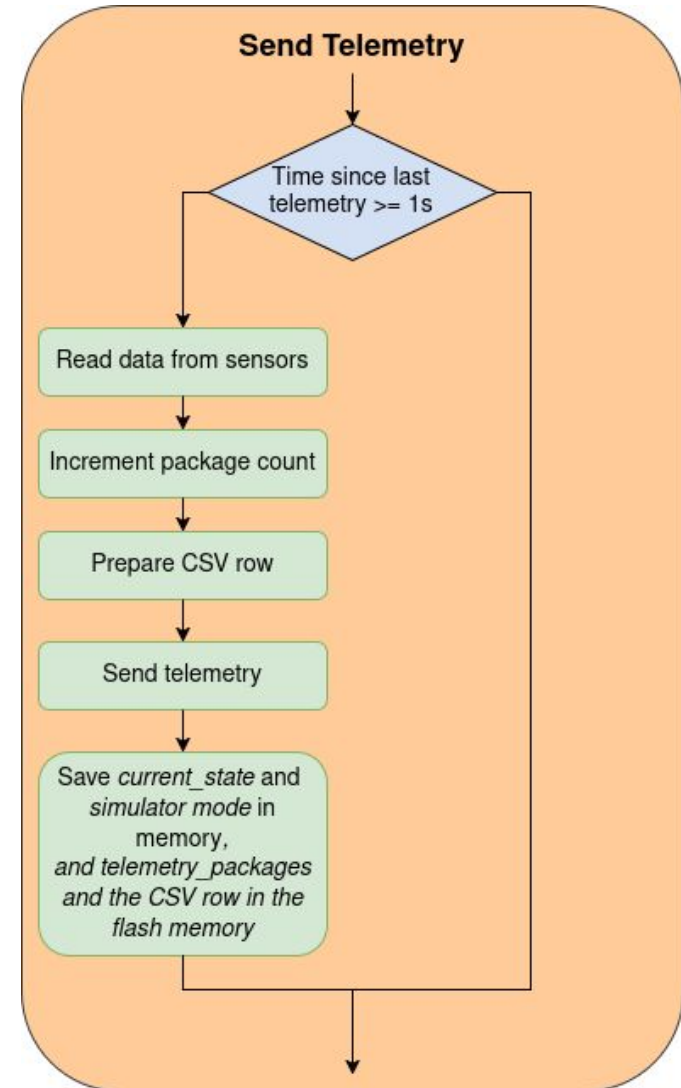 Send Telemetry
Time since last
telemetry >= 1s
Read data from sensors
Increment package count
Prepare CSV row
Send telemetry
Save current_state and
simulator mode in
memory,
and telemetry_packages
and the CSV row in the
flash memory